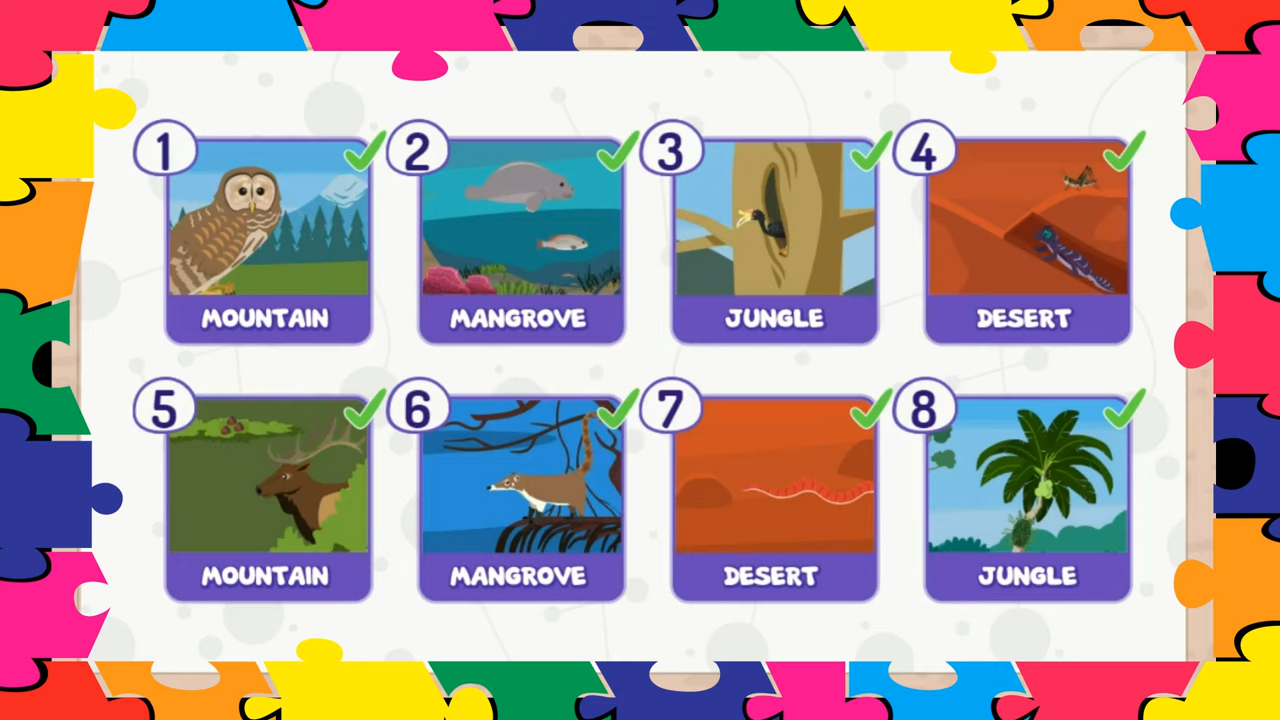 1
2
3
4
MOUNTAIN
MANGROVE
JUNGLE
DESERT
5
6
7
8
MOUNTAIN
MANGROVE
DESERT
JUNGLE